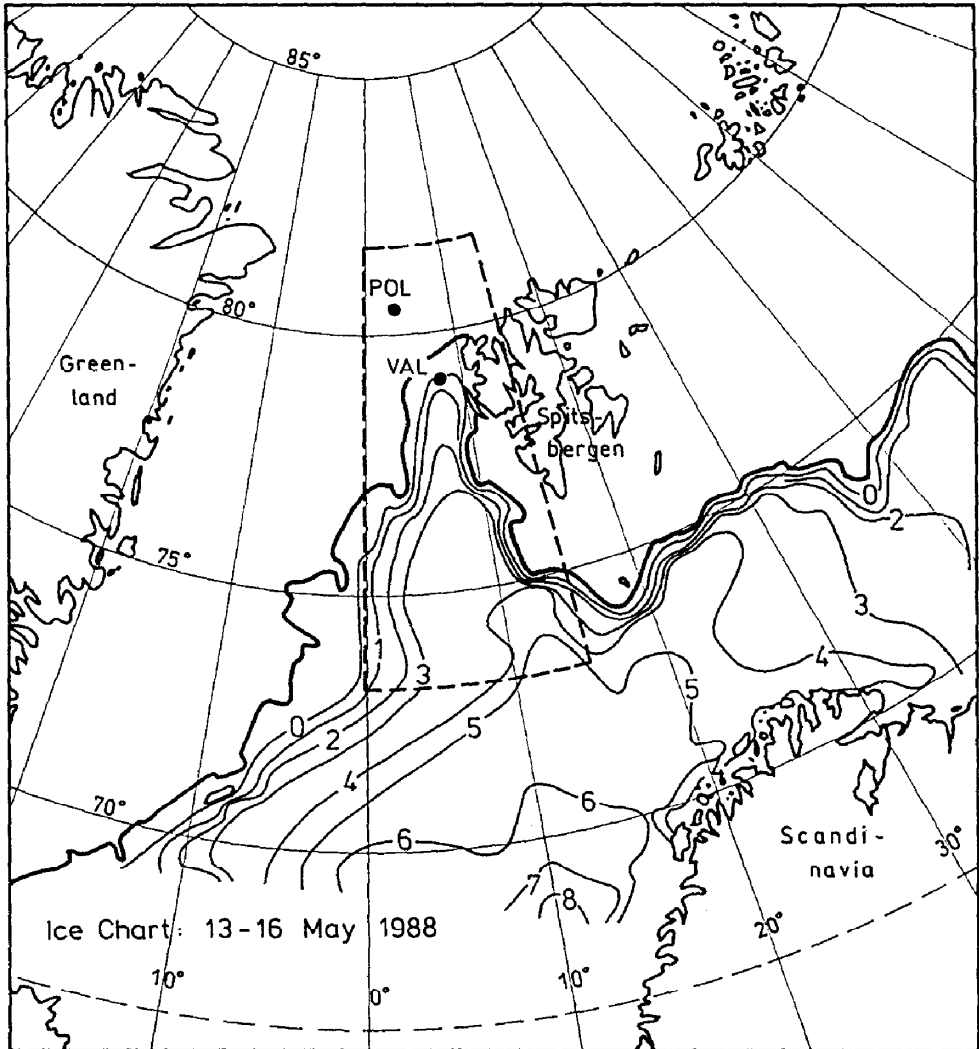 85°
POL
80°
VAL
Green-
land
Spits-
bergen
0
2
75°
3
1
3
4
5
0
2
5
4
70°
6
6
Scandi-
navia
30°
7
8
Ice Chart: 13-16 May 1988
20°
10°
0°
10°